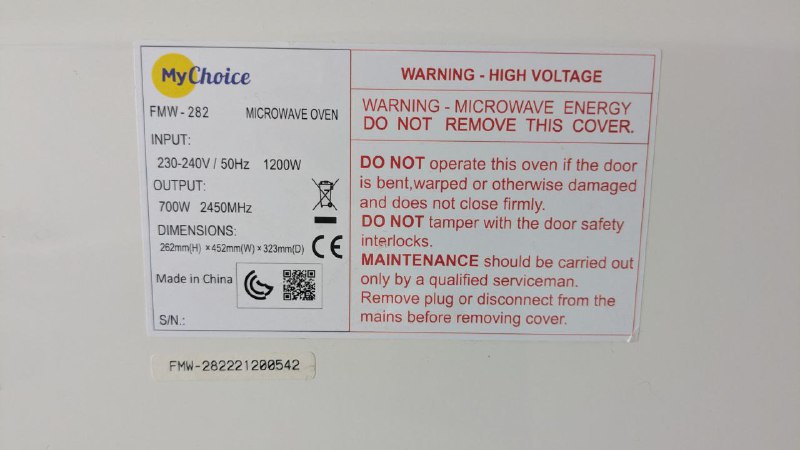 MyChoice
FMW - 282 MICROWAVE OVEN
INPUT:
230-240V / 50Hz 1200W
OUTPUT:
700W 2450MHz
DIMENSIONS:
262mm(H) × 452mm(W) × 323mm(D)
CE
Made in China
S/N.:
WARNING - HIGH VOLTAGE
WARNING - MICROWAVE ENERGY
DO NOT REMOVE THIS COVER.
DO NOT operate this oven if the door
is bent,warped or otherwise damaged
and does not close firmly.
DO NOT tamper with the door safety
interlocks.
MAINTENANCE should be carried out
only by a qualified serviceman.
Remove plug or disconnect from the
mains before removing cover.
FMW-282221200542